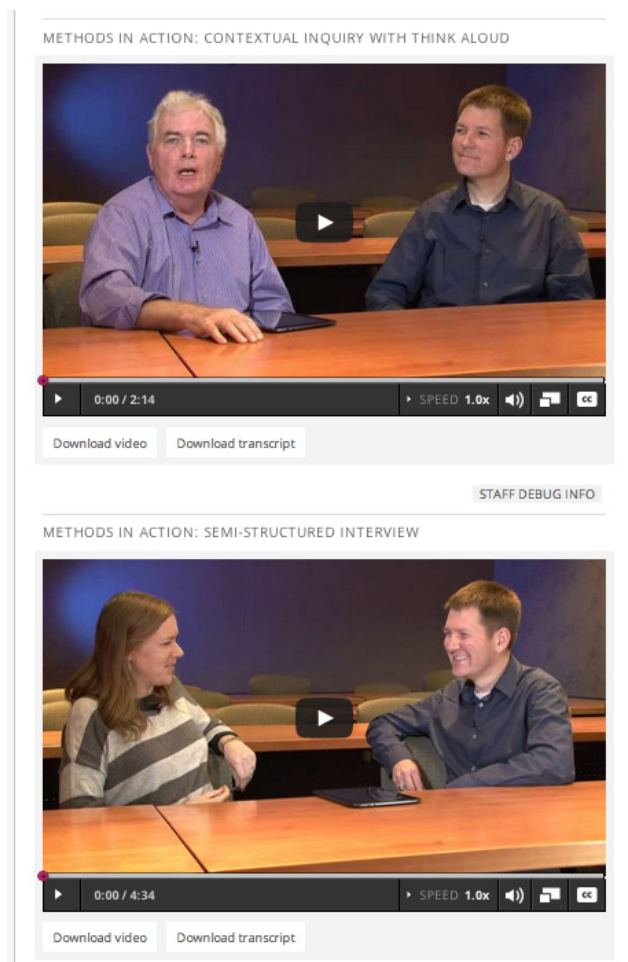 METHODS IN ACTION: CONTEXTUAL INQUIRY WITH THINK ALOUD
0:00 / 2:14 SPEED 1.0x cc
Download video Download transcript
STAFF DEBUG INFO
METHODS IN ACTION: SEMI-STRUCTURED INTERVIEW
0:00 / 4:34 SPEED 1.0x cc
Download video Download transcript